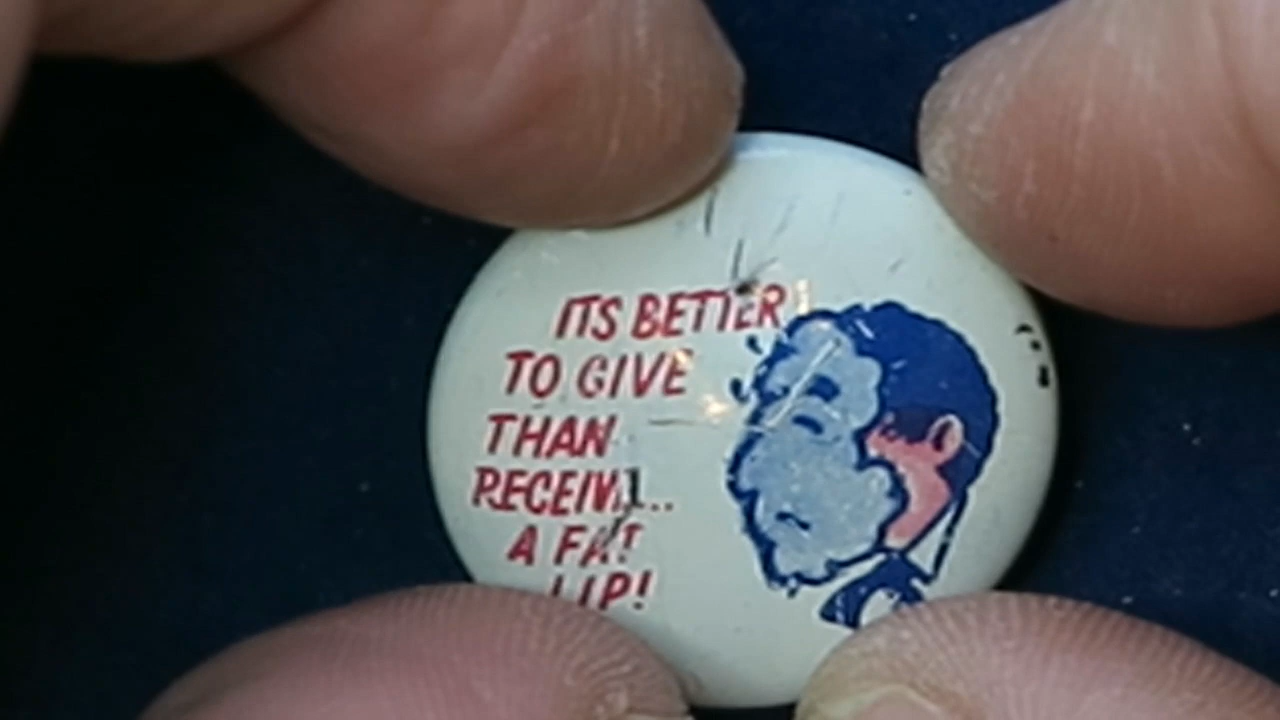 ITS BETTER
TO GIVE
THAN
RECEIVE..
A FAT
LIP!